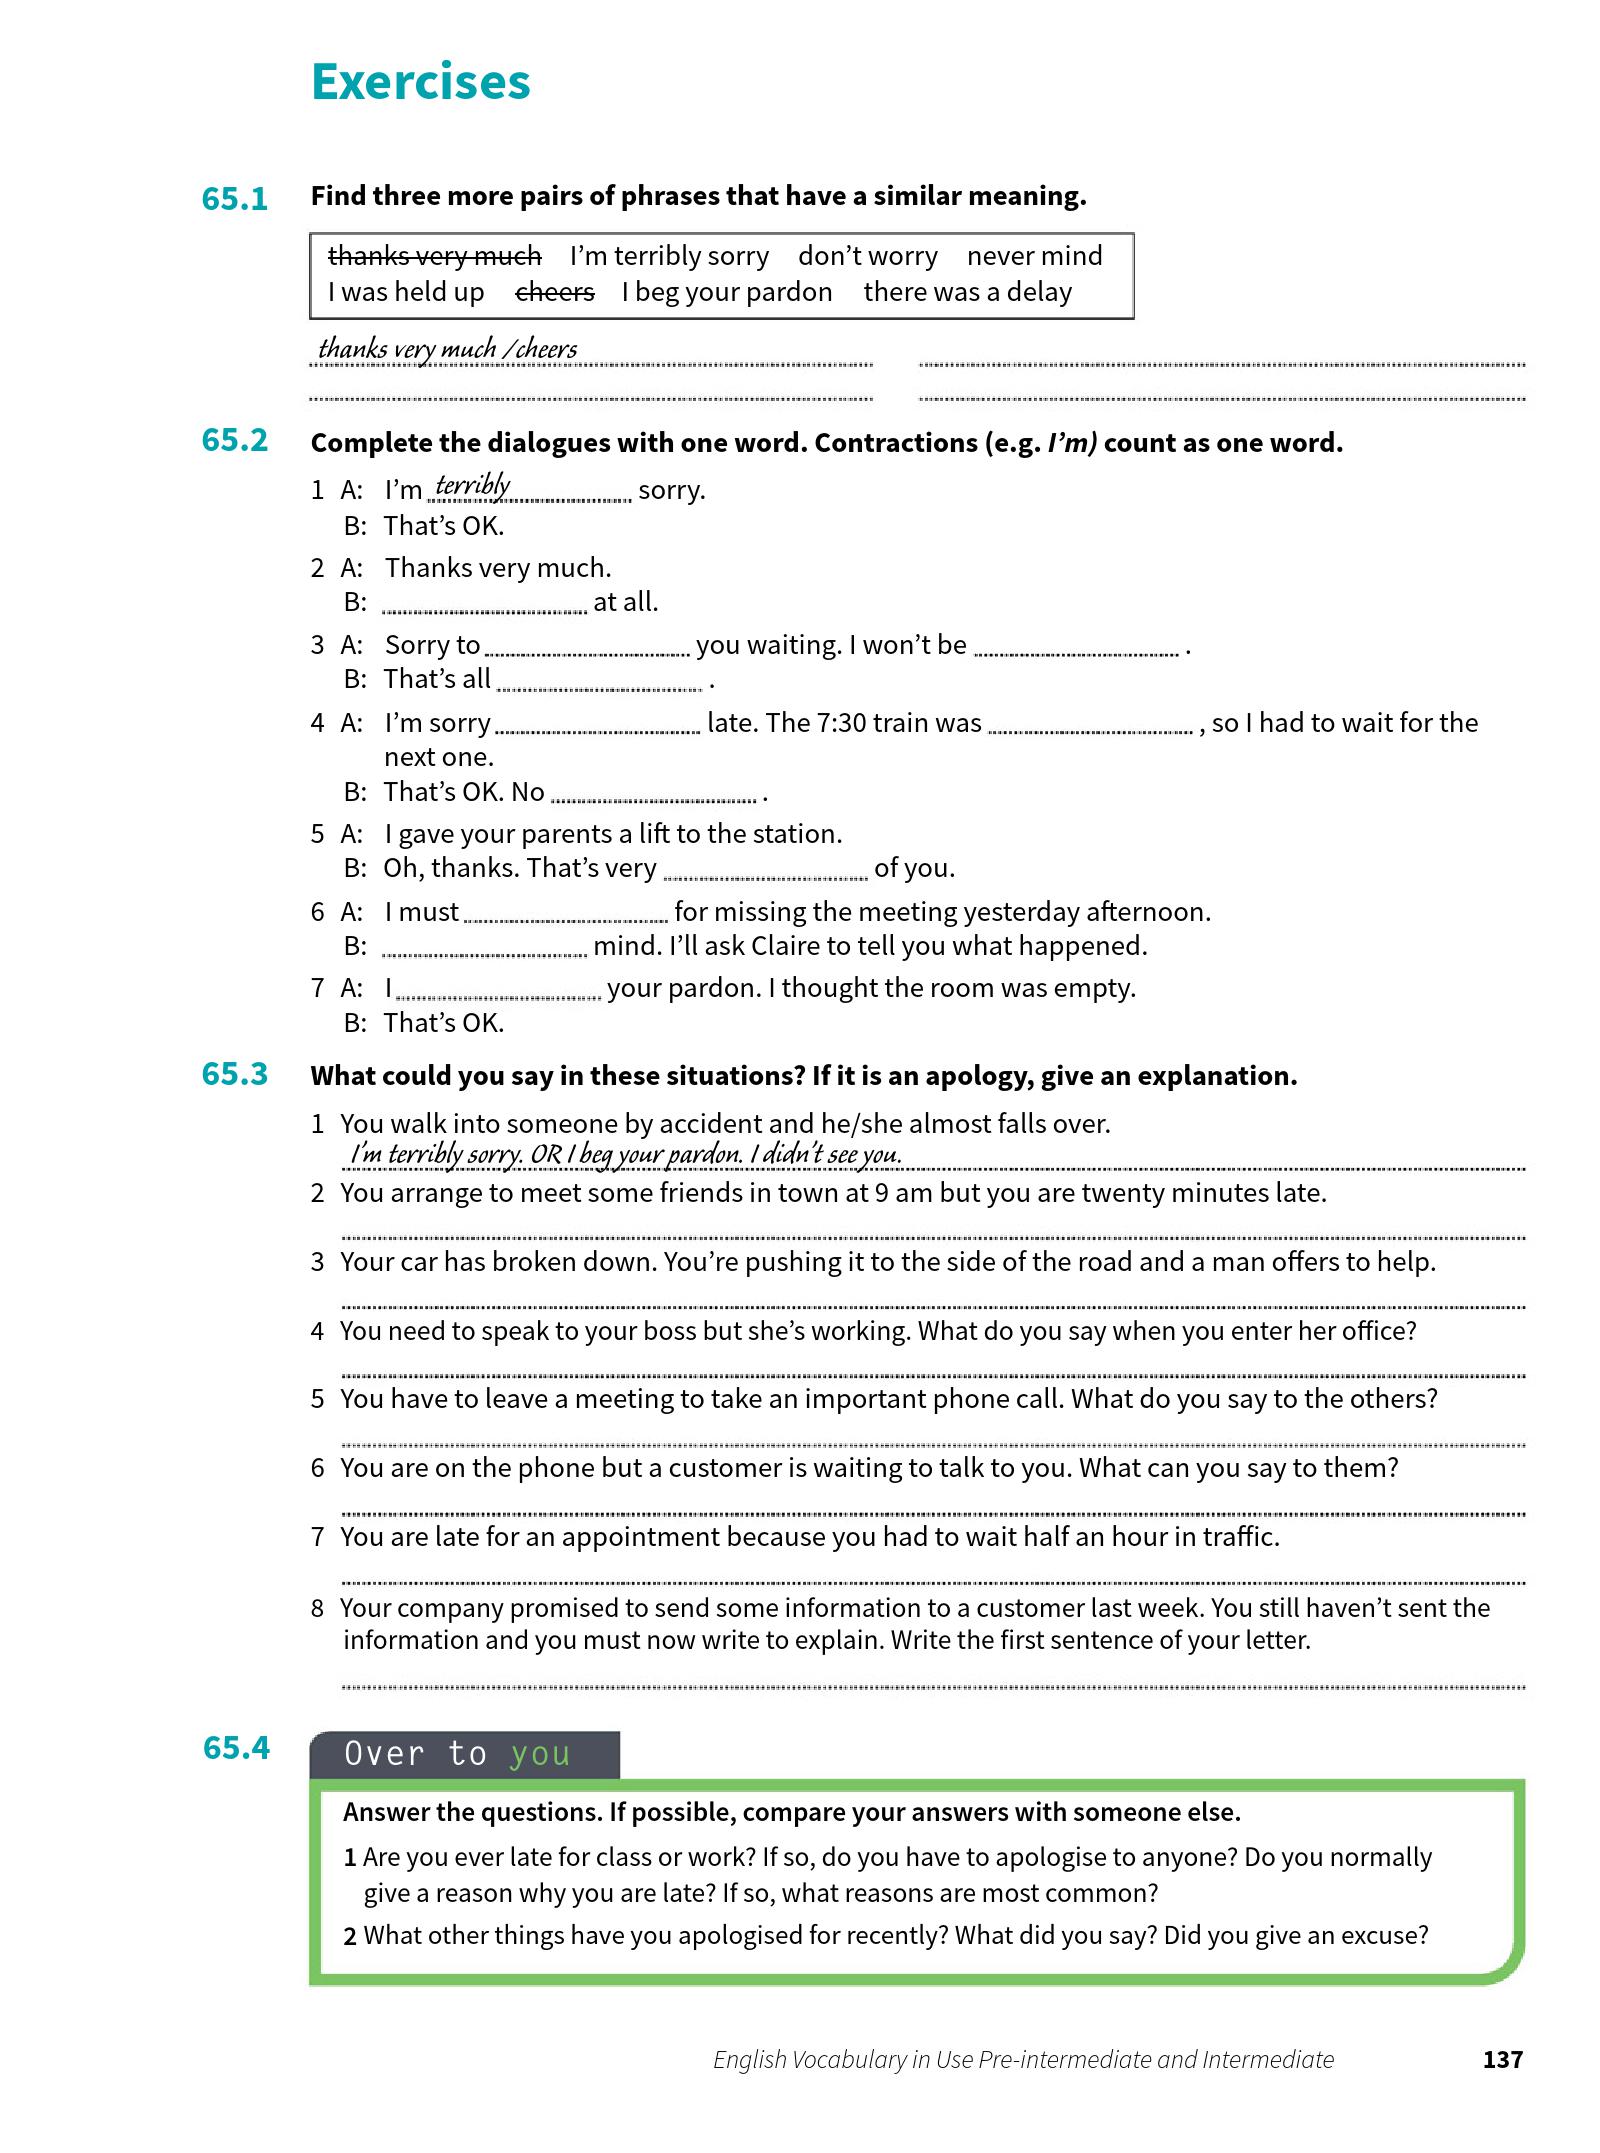 Exercises
65.1 Find three more pairs of phrases that have a similar meaning.
thanks very much I'm terribly sorry don't worry never mind
I was held up cheers I beg your pardon there was a delay
thanks very much /cheers
65.2 Complete the dialogues with one word. Contractions (e.g. I'm) count as one word.
1 A: I'm terribly sorry.
B: That's OK.
2 A: Thanks very much.
B: at all.
3 A: Sorry to you waiting. I won't be .
B: That's all .
4 A: I'm sorry late. The 7:30 train was , so I had to wait for the
next one.
B: That's OK. No .
5 A: I gave your parents a lift to the station.
B: Oh, thanks. That's very of you.
6 A: I must for missing the meeting yesterday afternoon.
B: mind. I'll ask Claire to tell you what happened.
7 A: I your pardon. I thought the room was empty.
B: That's OK.
65.3 What could you say in these situations? If it is an apology, give an explanation.
1 You walk into someone by accident and he/she almost falls over.
I'm terribly sorry. OR I beg your pardon. I didn't see you.
2 You arrange to meet some friends in town at 9 am but you are twenty minutes late.
3 Your car has broken down. You're pushing it to the side of the road and a man offers to help.
4 You need to speak to your boss but she's working. What do you say when you enter her office?
5 You have to leave a meeting to take an important phone call. What do you say to the others?
6 You are on the phone but a customer is waiting to talk to you. What can you say to them?
7 You are late for an appointment because you had to wait half an hour in traffic.
8 Your company promised to send some information to a customer last week. You still haven't sent the
information and you must now write to explain. Write the first sentence of your letter.
65.4 Over to you
Answer the questions. If possible, compare your answers with someone else.
1 Are you ever late for class or work? If so, do you have to apologise to anyone? Do you normally
give a reason why you are late? If so, what reasons are most common?
2 What other things have you apologised for recently? What did you say? Did you give an excuse?
English Vocabulary in Use Pre-intermediate and Intermediate 137